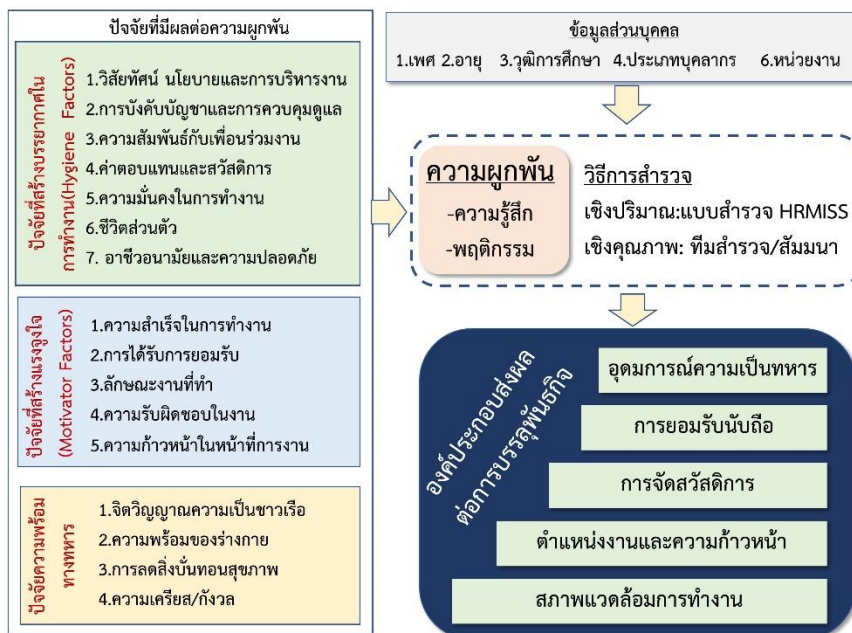 ปัจจัยที่มีผลต่อความผูกพัน
ปัจจัยที่สร้างบรรยากาศใน
การทำงาน(Hygiene Factors)
1.วิสัยทัศน์ นโยบายและการบริหารงาน
2.การบังคับบัญชาและการควบคุมดูแล
3.ความสัมพันธ์กับเพื่อนร่วมงาน
4.ค่าตอบแทนและสวัสดิการ
5.ความมั่นคงในการทำงาน
6.ชีวิตส่วนตัว
7. อาชีวอนามัยและความปลอดภัย
ปัจจัยที่สร้างแรงจูงใจ
(Motivator Factors)
1.ความสำเร็จในการทำงาน
2.การได้รับการยอมรับ
3.ลักษณะงานที่ทำ
4.ความรับผิดชอบในงาน
5.ความก้าวหน้าในหน้าที่การงาน
ปัจจัยความพร้อม
ทางทหาร
1.จิตวิญญาณความเป็นชาวเรือ
2.ความพร้อมของร่างกาย
3.การลดสิ่งบั่นทอนสุขภาพ
4.ความเครียส/กังวล
ข้อมูลส่วนบุคคล
1.เพศ 2.อายุ 3.วุฒิการศึกษา 4.ประเภทบุคลากร 6.หน่วยงาน
ความผูกพัน
-ความรู้สึก
-พฤติกรรม
วิธีการสำรวจ
เชิงปริมาณ:แบบสำรวจ HRMISS
เชิงคุณภาพ: ทีมสำรวจ/สัมมนา
องค์ประกอบส่งผล
ต่อการบรรลุพันธกิจ
อุดมการณ์ความเป็นทหาร
การยอมรับนับถือ
การจัดสวัสดิการ
ตำแหน่งงานและความก้าวหน้า
สภาพแวดล้อมการทำงาน